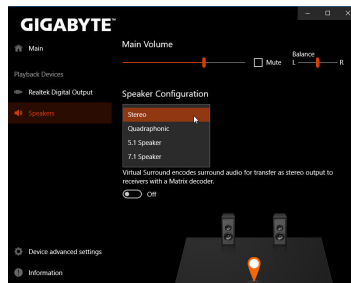 GIGABYTE™
Main
Playback Devices
Realtek Digital Output
Speakers
Device advanced settings
Information
Main Volume
Mute
Balance
L R
Speaker Configuration
Stereo
Quadraphonic
5.1 Speaker
7.1 Speaker
Virtual Surround encodes surround audio for transfer as stereo output to
receivers with a Matrix decoder.
Off